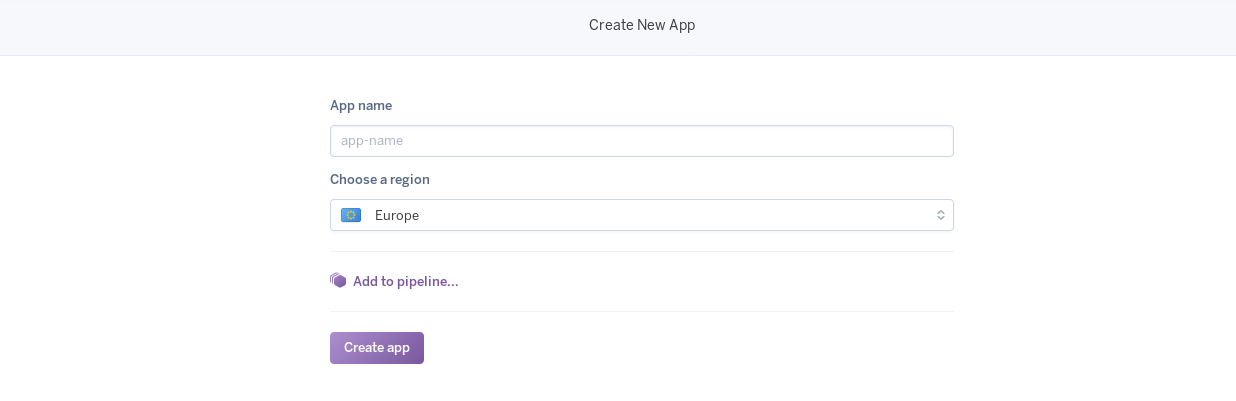 Create New App
App name
app-name
Choose a region
Europe
Add to pipeline...
Create app